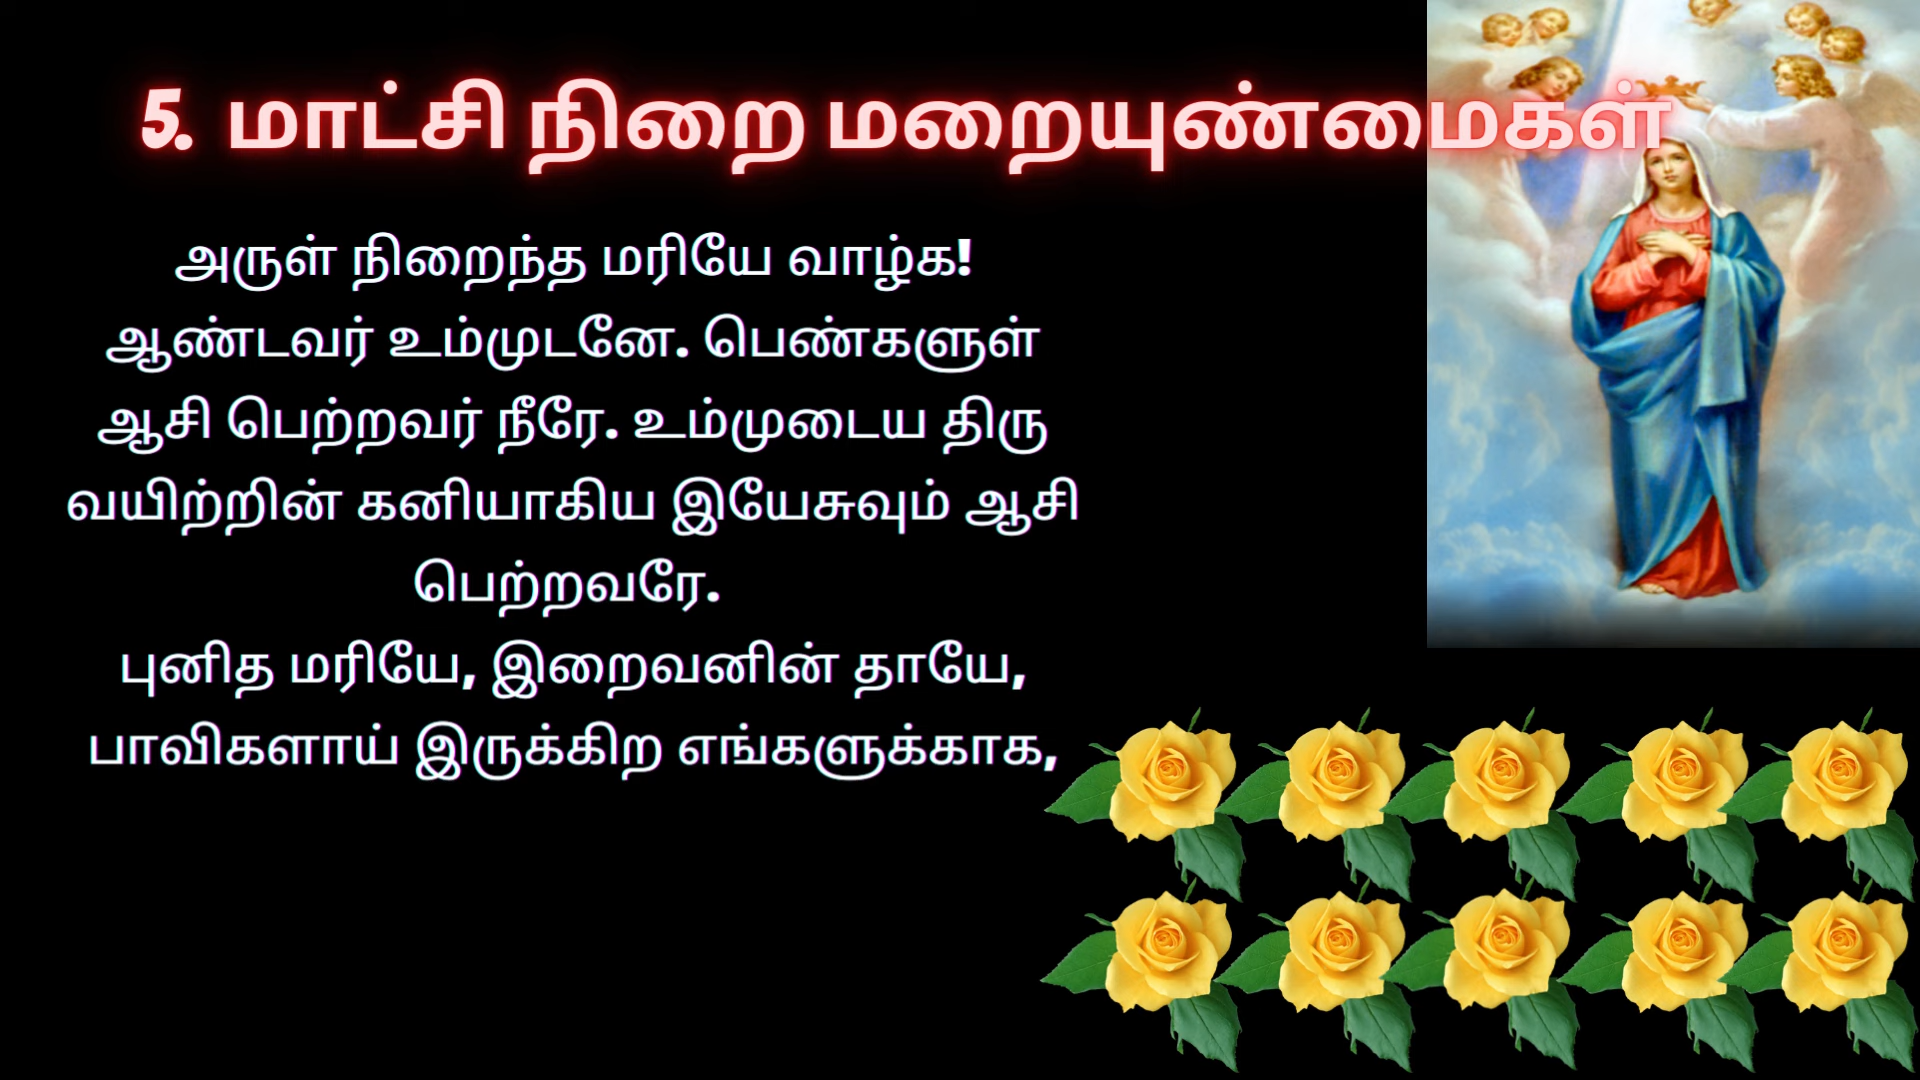 5. மாட்சி நிறை மறையுண்மைகள்
அருள் நிறைந்த மரியே வாழ்க!
ஆண்டவர் உம்முடனே. பெண்களுள்
ஆசி பெற்றவர் நீரே. உம்முடைய திரு
வயிற்றின் கனியாகிய இயேசுவும் ஆசி
பெற்றவரே.
புனித மரியே, இறைவனின் தாயே,
பாவிகளாய் இருக்கிற எங்களுக்காக,